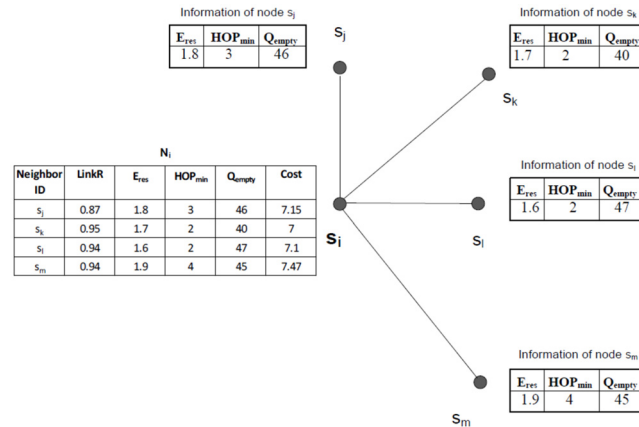 Information of node sj
Eres HOPmin Qempty
1.8 3 46
sj
Information of node sk
Eres HOPmin Qempty
1.7 2 40
sk
Ni
Neighbor ID LinkR Eres HOPmin Qempty Cost
sj 0.87 1.8 3 46 7.15
sk 0.95 1.7 2 40 7
sl 0.94 1.6 2 47 7.1
sm 0.94 1.9 4 45 7.47
si
Information of node sl
Eres HOPmin Qempty
1.6 2 47
sl
Information of node sm
Eres HOPmin Qempty
1.9 4 45
sm